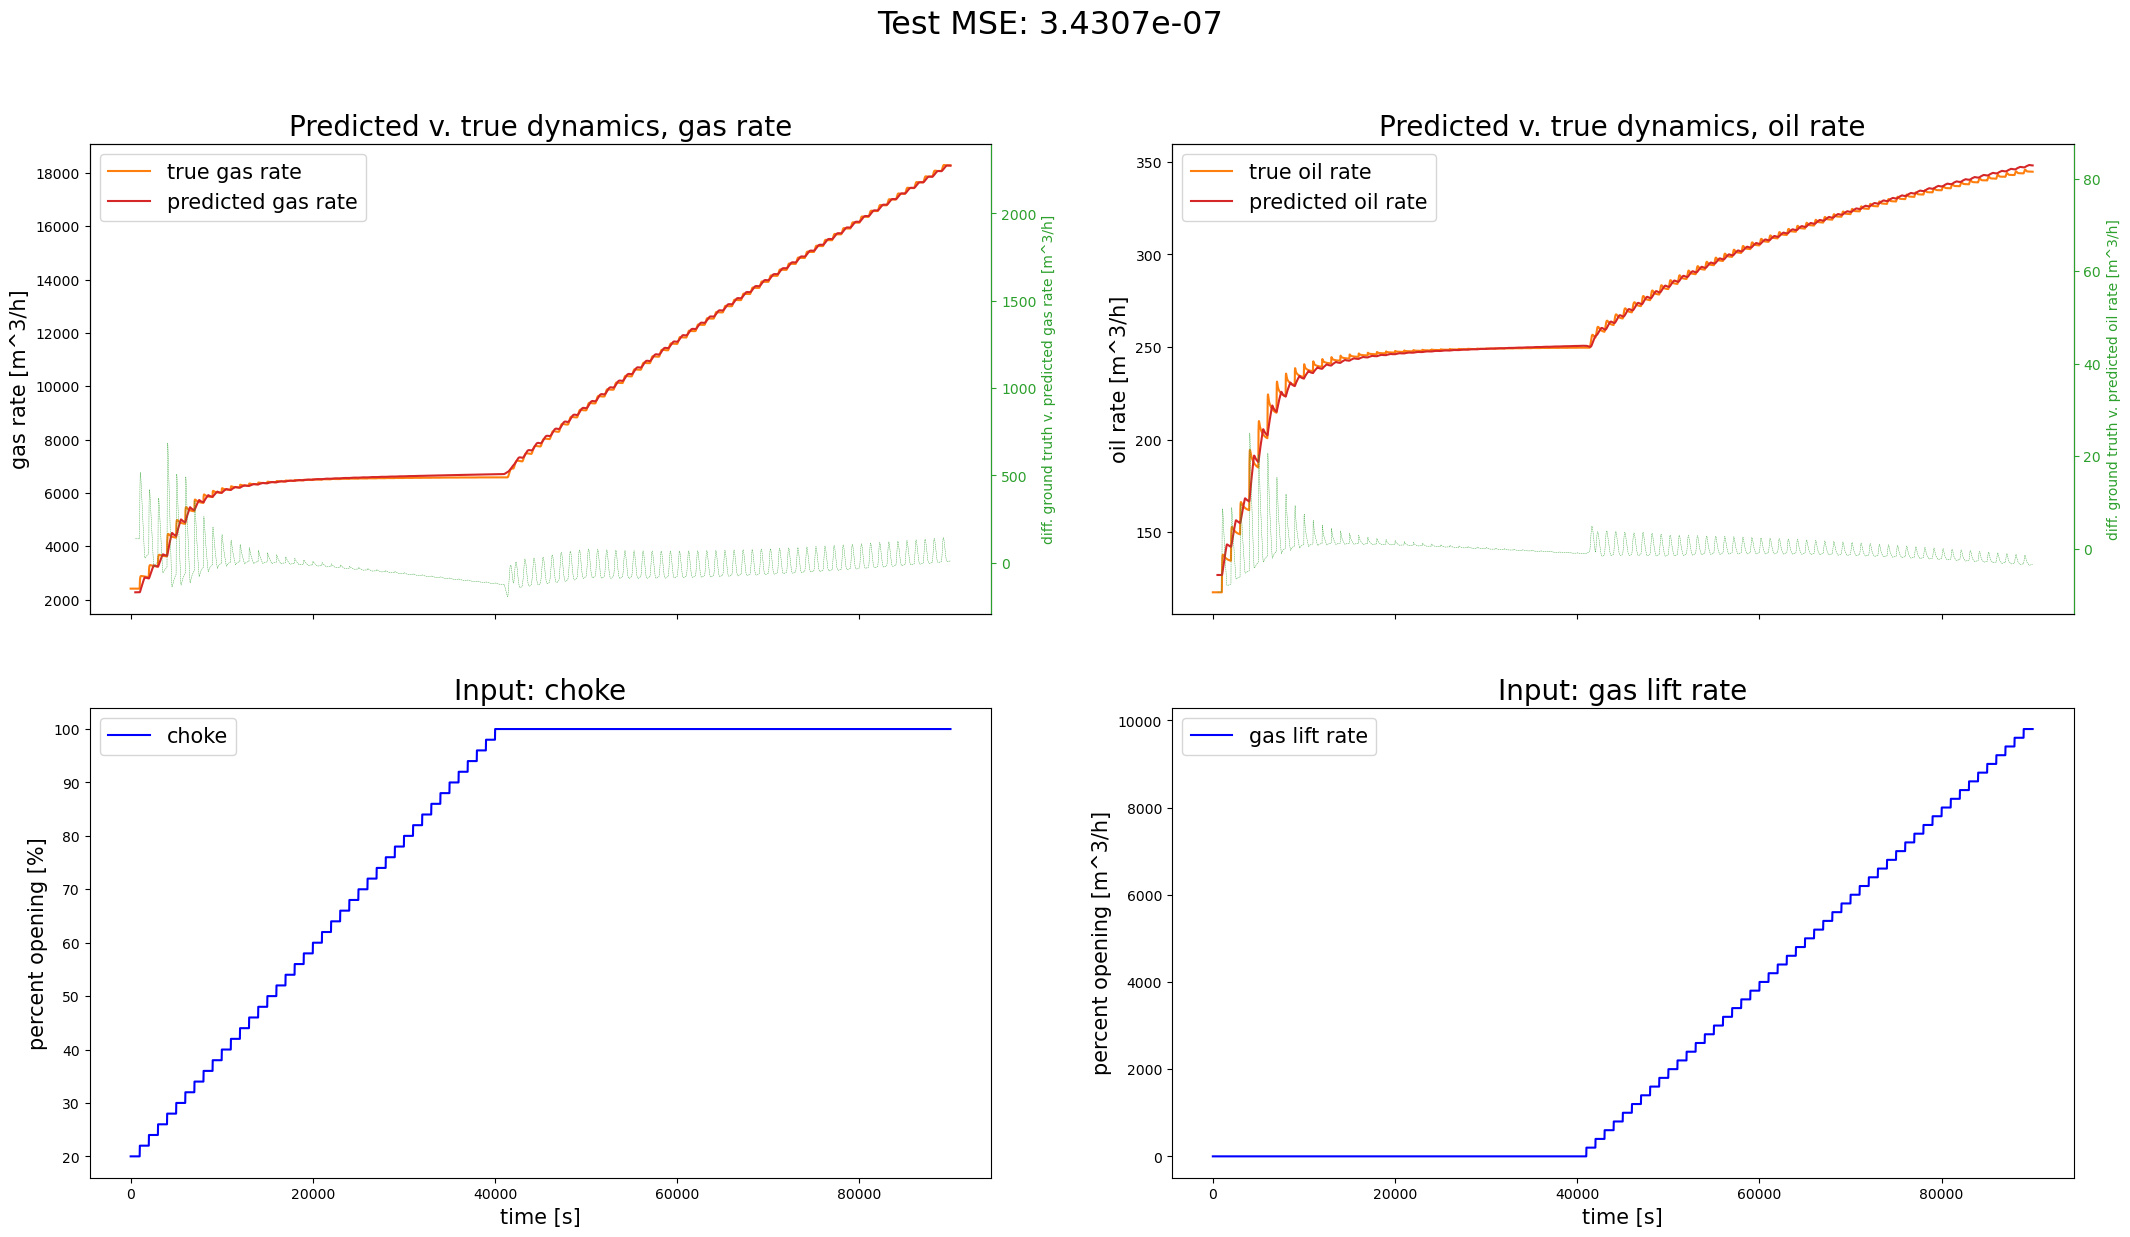 Test MSE: 3.4307e-07
Predicted v. true dynamics, gas rate
true gas rate
predicted gas rate
18000
16000
14000
12000
10000
8000
6000
4000
2000
gas rate [m^3/h]
2000
1500
1000
500
0
diff. ground truth v. predicted gas rate [m^3/h]
Predicted v. true dynamics, oil rate
true oil rate
predicted oil rate
350
300
250
200
150
oil rate [m^3/h]
80
60
40
20
0
diff. ground truth v. predicted oil rate [m^3/h]
Input: choke
choke
100
90
80
70
60
50
40
30
20
percent opening [%]
0
20000
40000
60000
80000
time [s]
Input: gas lift rate
gas lift rate
10000
8000
6000
4000
2000
0
percent opening [m^3/h]
0
20000
40000
60000
80000
time [s]